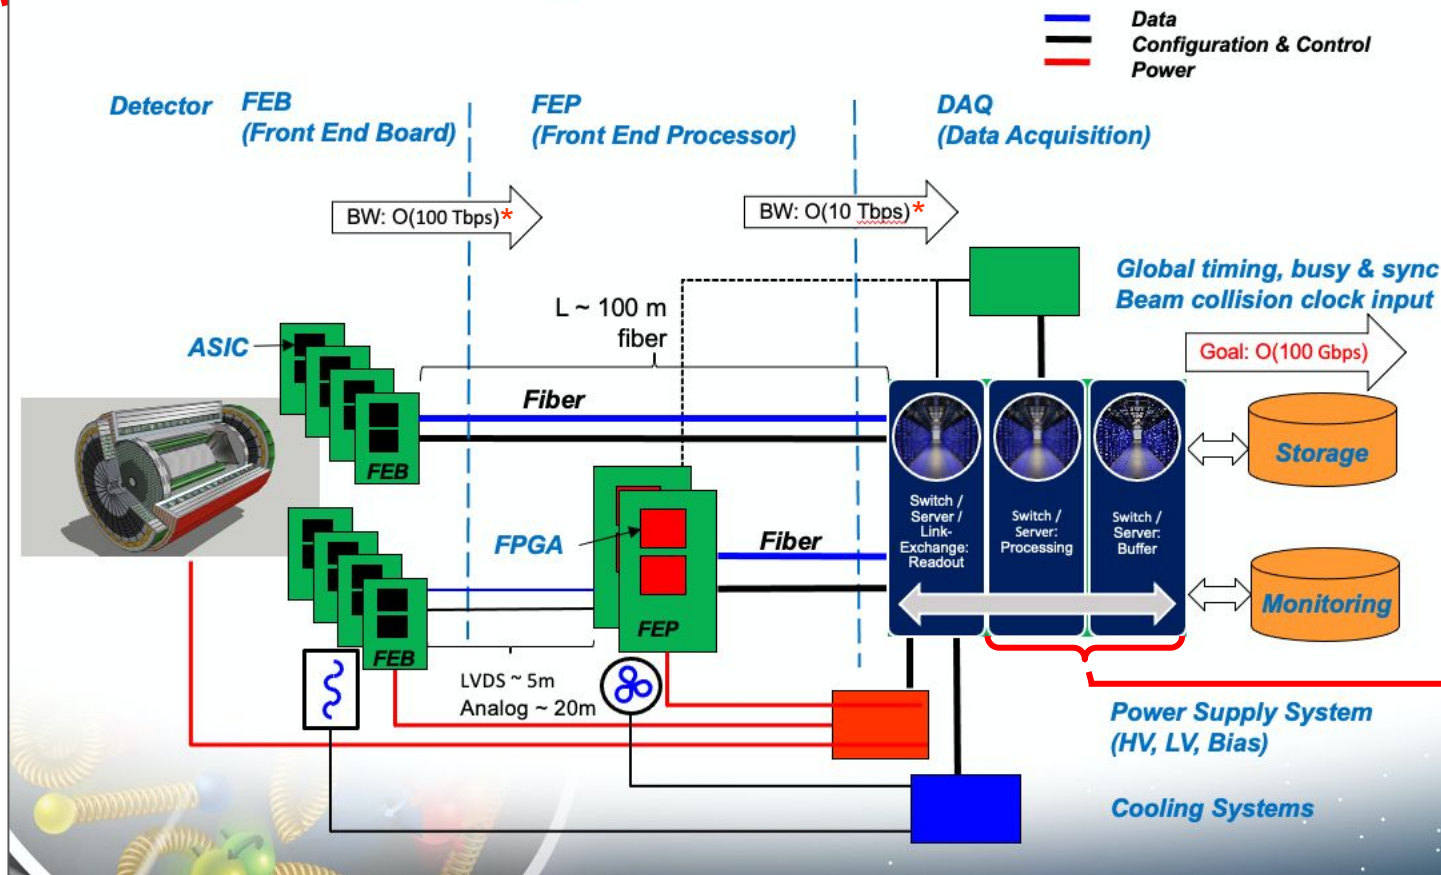 Data
Configuration & Control
Power
Detector
FEB
(Front End Board)
FEP
(Front End Processor)
DAQ
(Data Acquisition)
BW: O(100 Tbps)*
BW: O(10 Tbps)*
Global timing, busy & sync
Beam collision clock input
L ~ 100 m
fiber
ASIC
Goal: O(100 Gbps)
Fiber
FEB
Storage
Switch /
Server /
Link-
Exchange:
Readout
Switch /
Server:
Processing
Switch /
Server:
Buffer
FPGA
Fiber
FEP
Monitoring
FEB
LVDS ~ 5m
Analog ~ 20m
Power Supply System
(HV, LV, Bias)
Cooling Systems